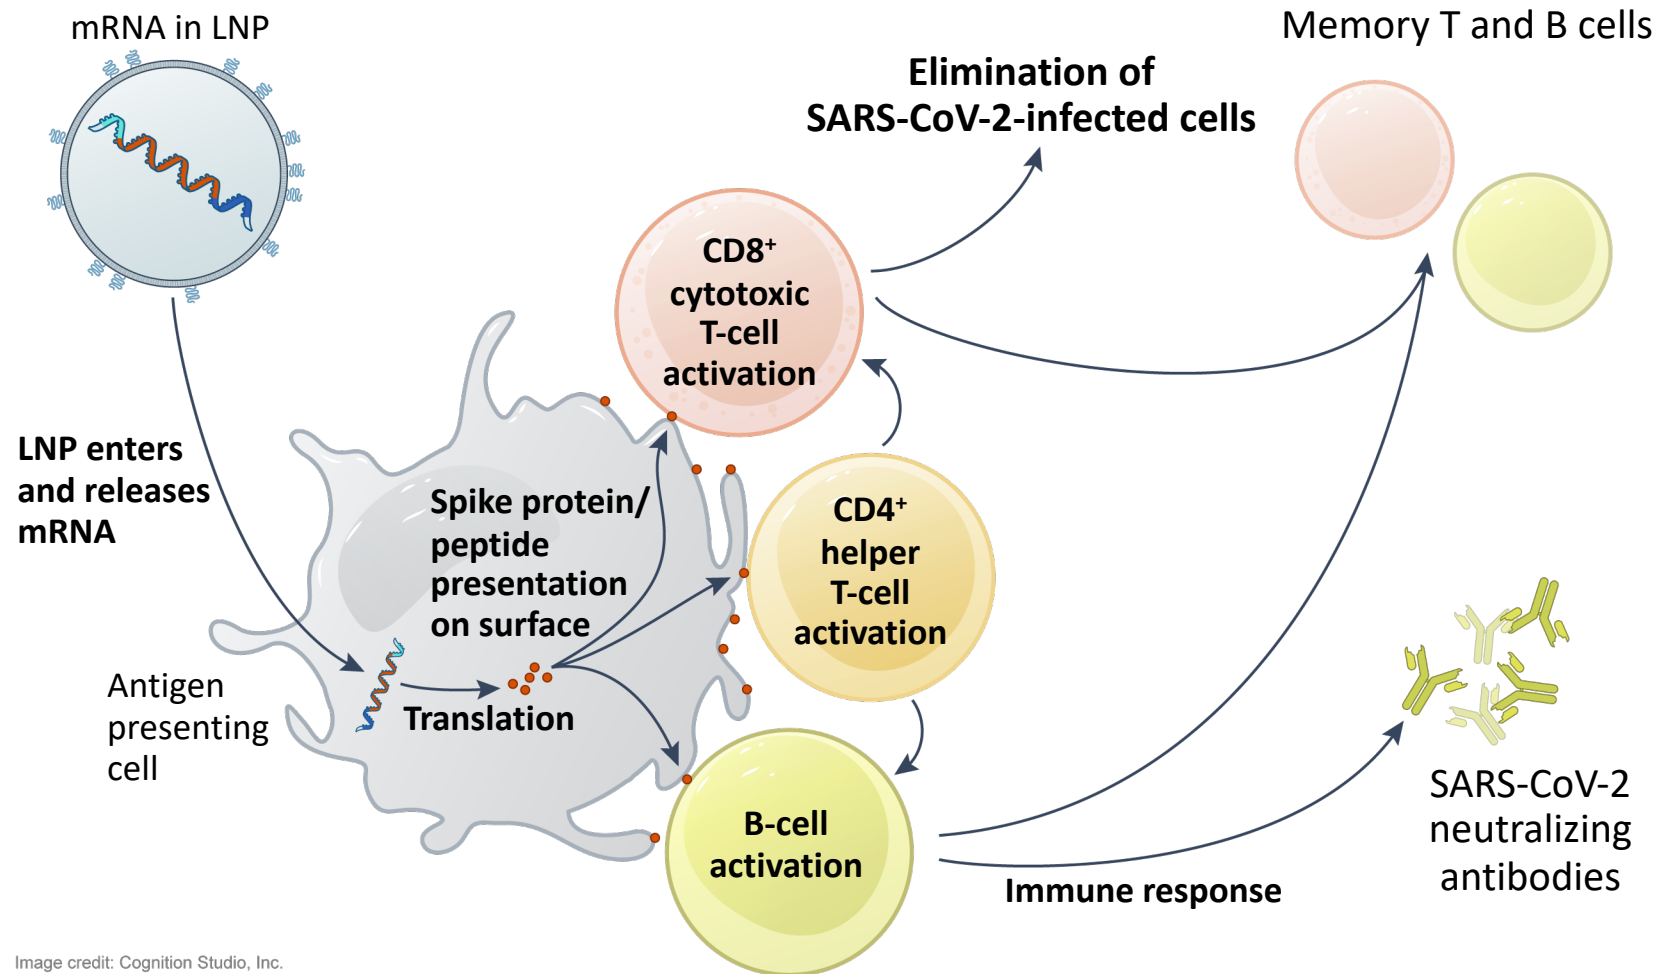 mRNA in LNP
Memory T and B cells
Elimination of
SARS-CoV-2-infected cells
CD8⁺
cytotoxic
T-cell
activation
LNP enters
and releases
mRNA
Spike protein/
peptide
presentation
on surface
CD4⁺
helper
T-cell
activation
Antigen
presenting
cell
Translation
B-cell
activation
Immune response
SARS-CoV-2
neutralizing
antibodies
Image credit: Cognition Studio, Inc.